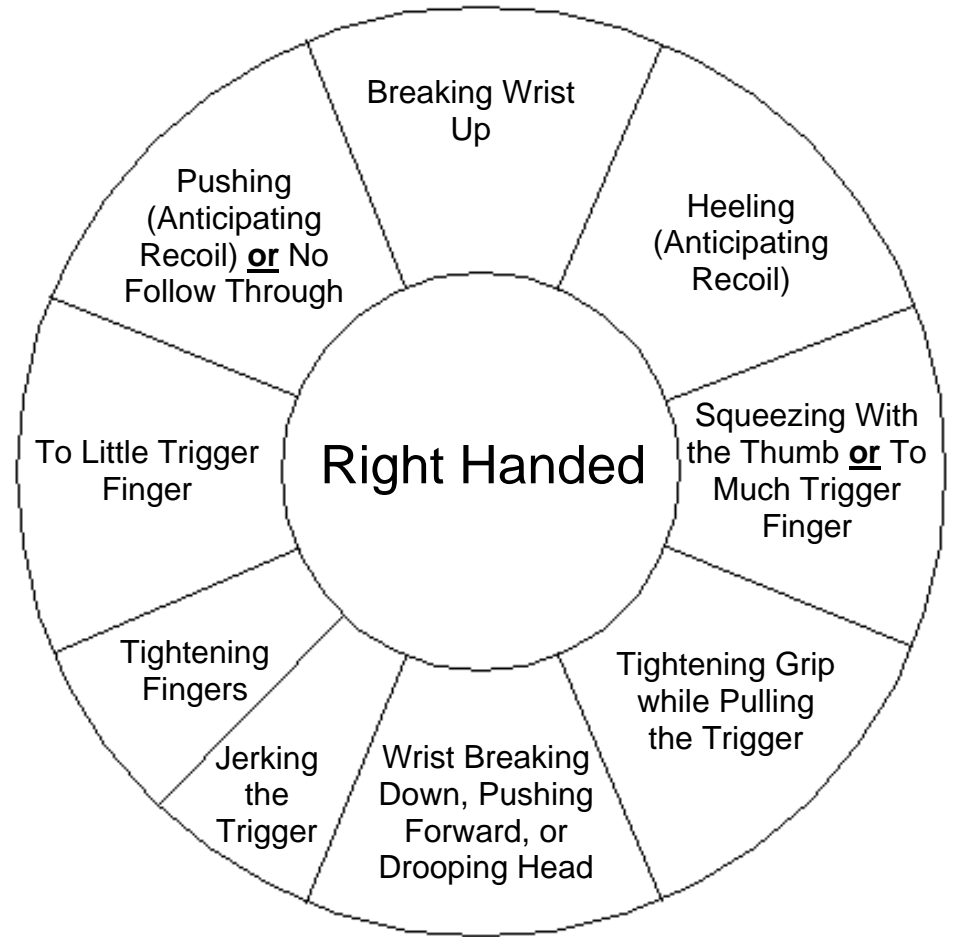 Breaking Wrist
Up
Pushing
(Anticipating
Recoil) or No
Follow Through
Heeling
(Anticipating
Recoil)
To Little Trigger
Finger
Right Handed
Squeezing With
the Thumb or To
Much Trigger
Finger
Tightening
Fingers
Jerking
the
Trigger
Wrist Breaking
Down, Pushing
Forward, or
Drooping Head
Tightening Grip
while Pulling
the Trigger